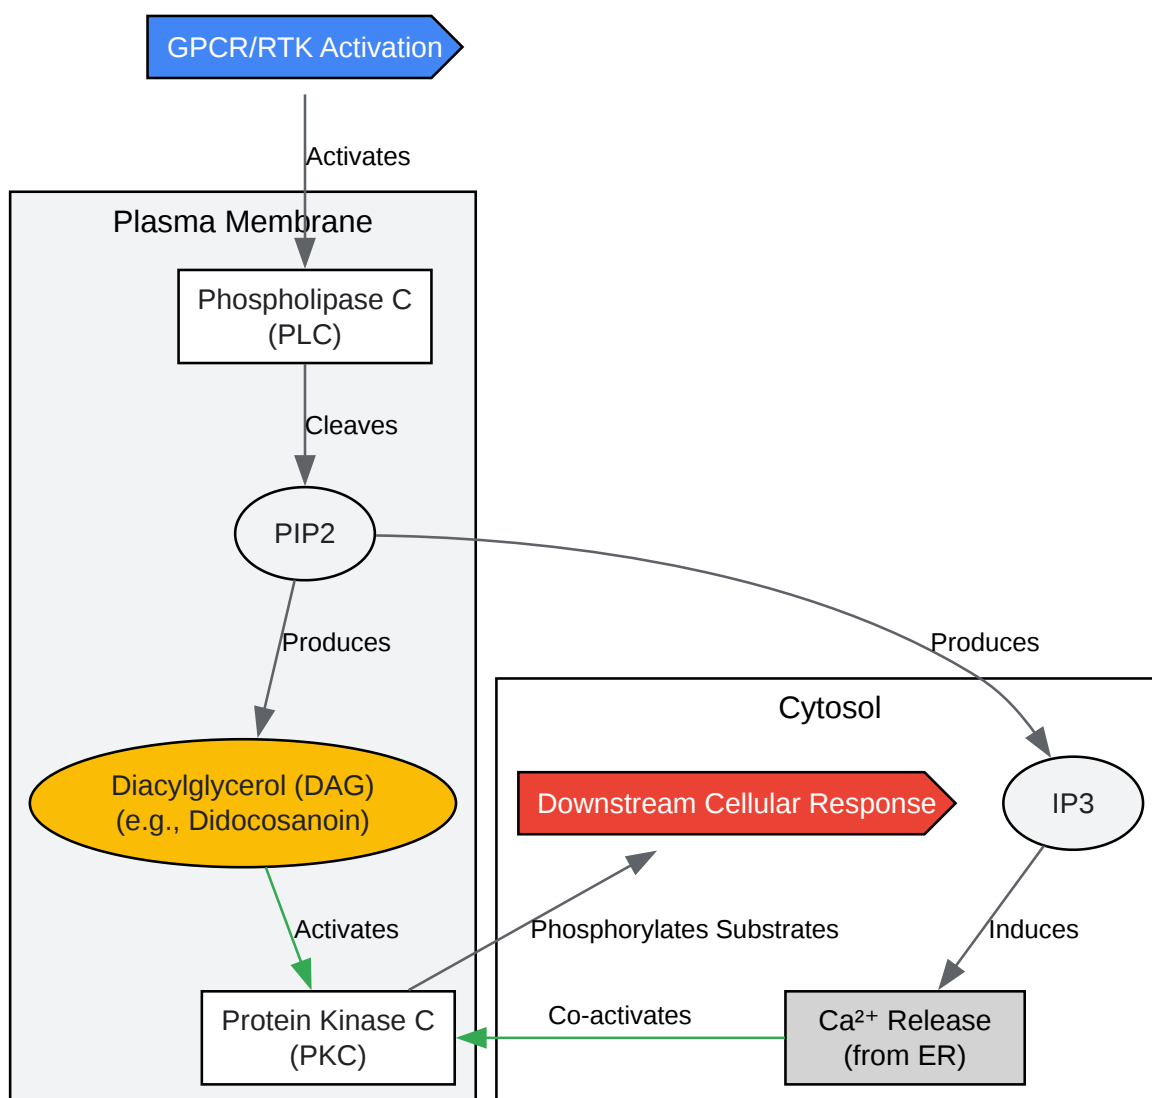 GPCR/RTK Activation
Activates
Plasma Membrane
Phospholipase C
(PLC)
Cleaves
PIP2
Produces
Produces
Cytosol
Diacylglycerol (DAG)
(e.g., Didocosanoin)
Downstream Cellular Response
IP3
Activates
Phosphorylates Substrates
Induces
Protein Kinase C
(PKC)
Co-activates
Ca²⁺ Release
(from ER)